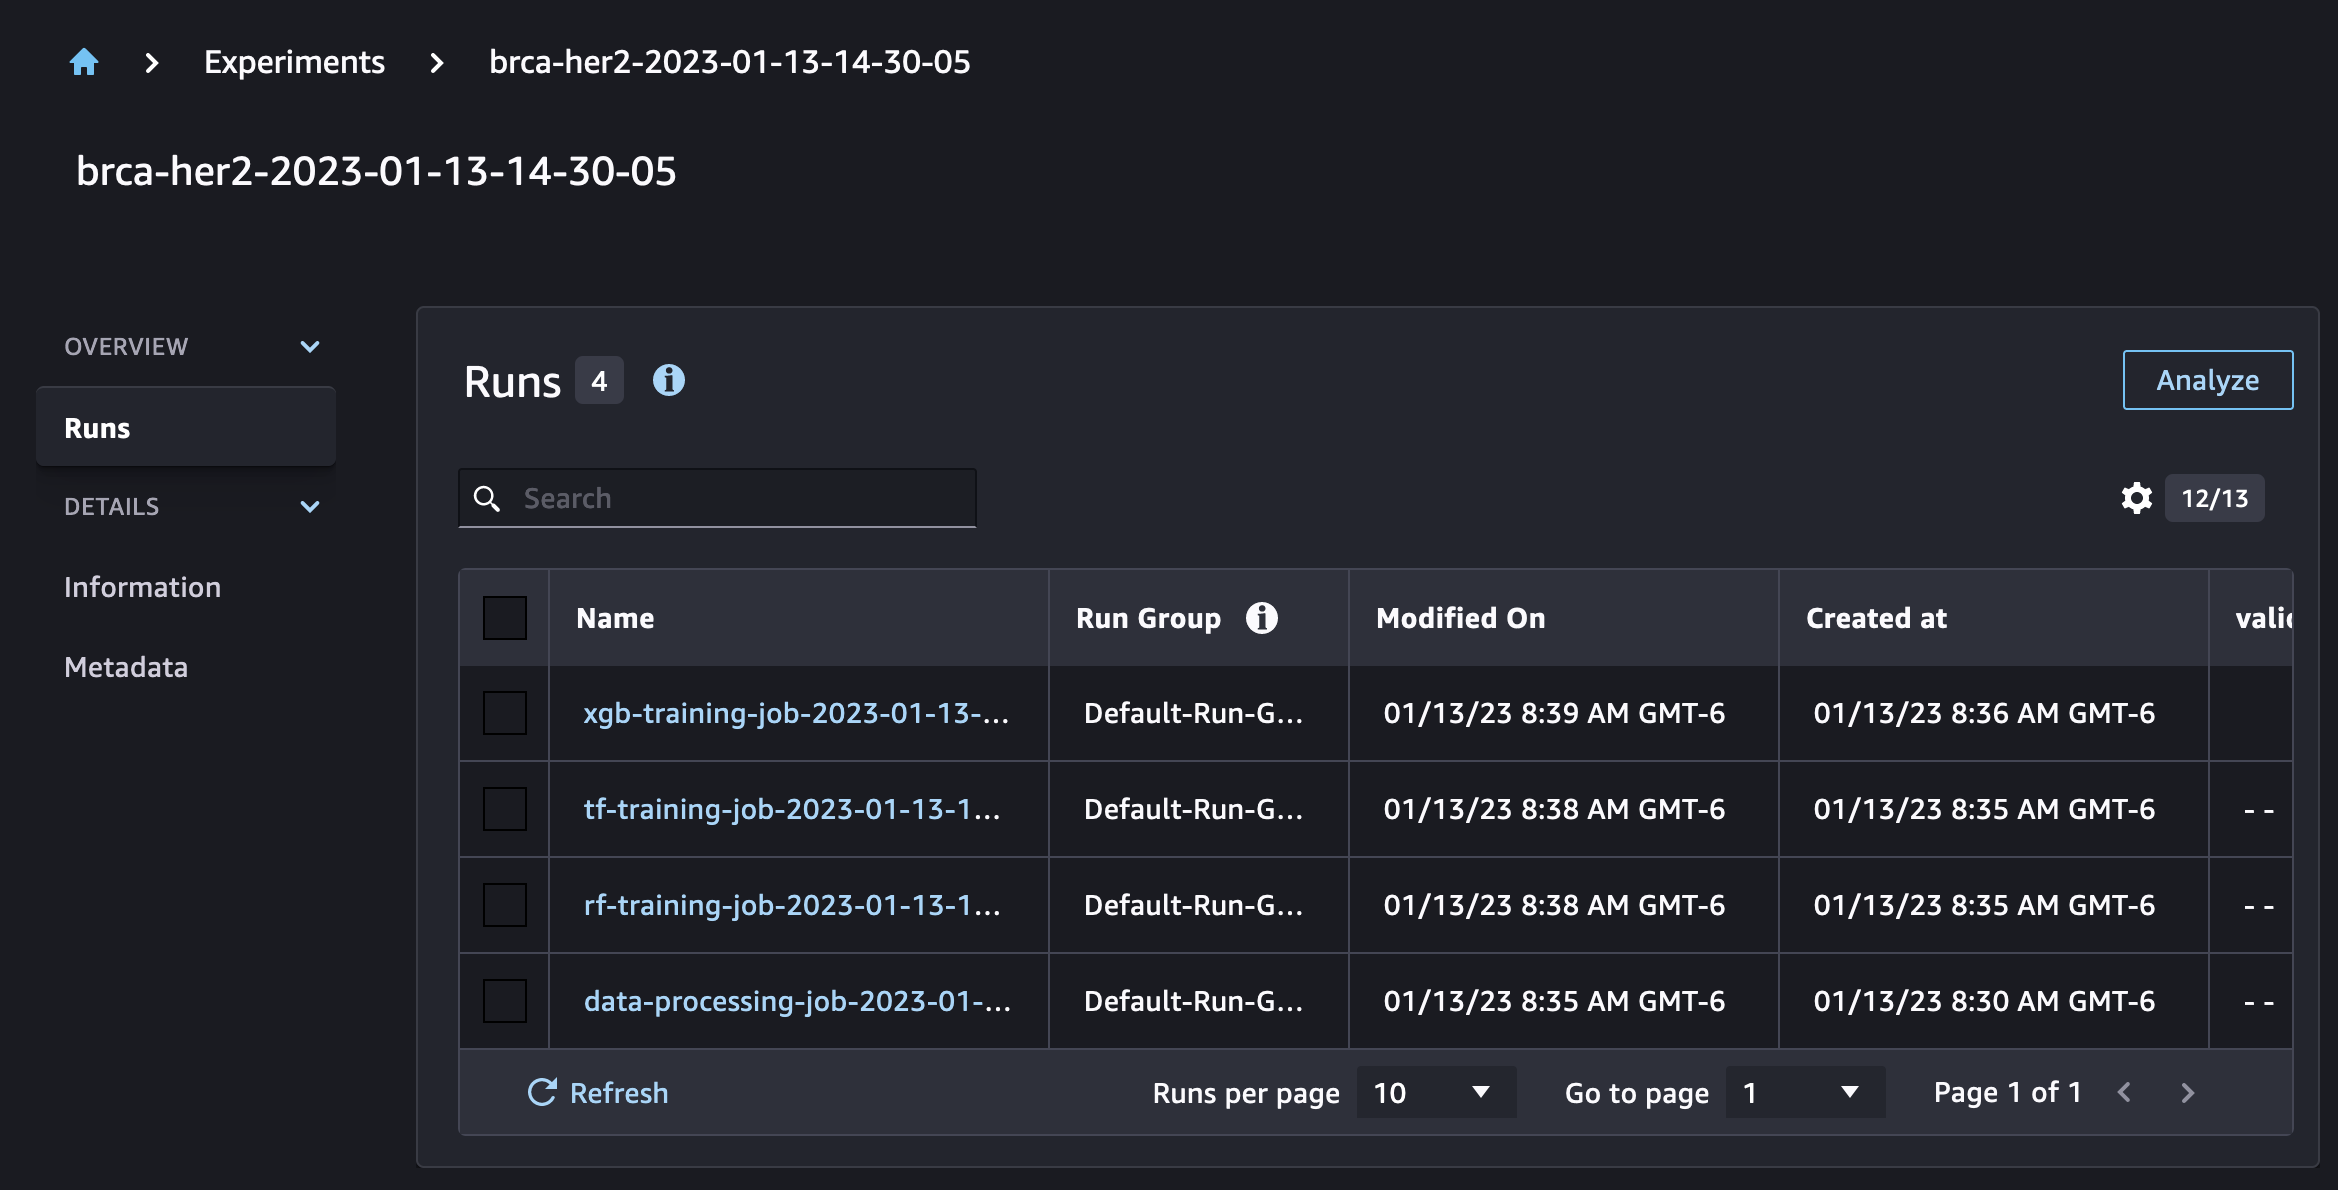 Experiments
brca-her2-2023-01-13-14-30-05
brca-her2-2023-01-13-14-30-05
OVERVIEW
Runs
DETAILS
Information
Metadata
Runs 4
Analyze
Search
12/13
Name Run Group Modified On Created at
xgb-training-job-2023-01-13-... Default-Run-G... 01/13/23 8:39 AM GMT-6 01/13/23 8:36 AM GMT-6
tf-training-job-2023-01-13-1... Default-Run-G... 01/13/23 8:38 AM GMT-6 01/13/23 8:35 AM GMT-6 --
rf-training-job-2023-01-13-1... Default-Run-G... 01/13/23 8:38 AM GMT-6 01/13/23 8:35 AM GMT-6 --
data-processing-job-2023-01-... Default-Run-G... 01/13/23 8:35 AM GMT-6 01/13/23 8:30 AM GMT-6 --
Refresh Runs per page 10 Go to page 1 Page 1 of 1